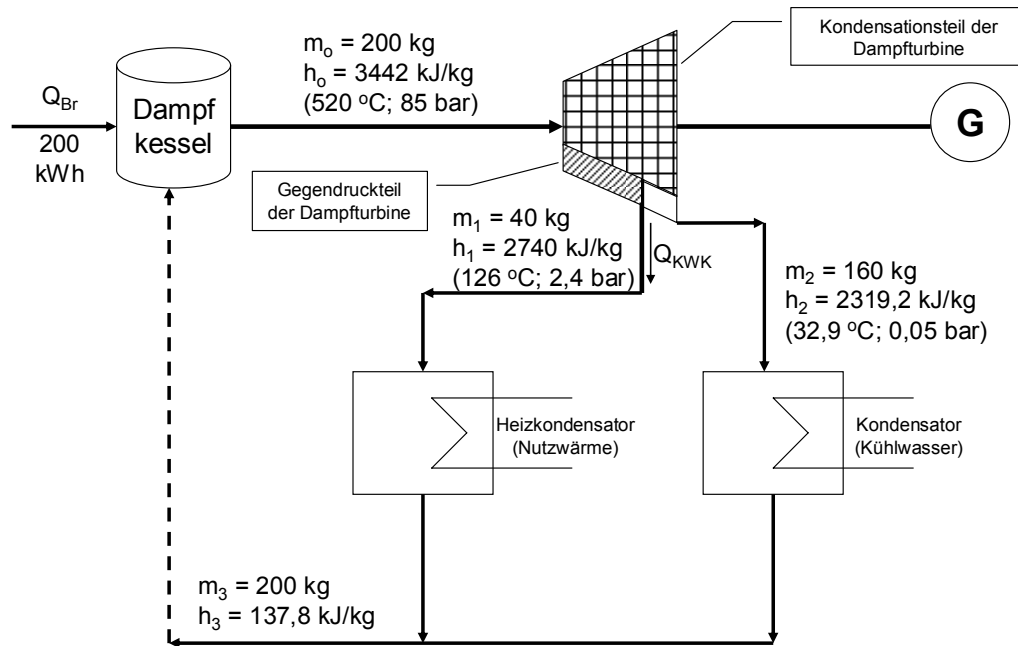 Q_Br
200
kWh
Dampf
kessel
m_o = 200 kg
h_o = 3442 kJ/kg
(520 °C; 85 bar)
Kondensationsteil der
Dampfturbine
G
Gegendruckteil
der Dampfturbine
m_1 = 40 kg
h_1 = 2740 kJ/kg
(126 °C; 2,4 bar)
Q_KWK
m_2 = 160 kg
h_2 = 2319,2 kJ/kg
(32,9 °C; 0,05 bar)
Heizkondensator
(Nutzwärme)
Kondensator
(Kühlwasser)
m_3 = 200 kg
h_3 = 137,8 kJ/kg